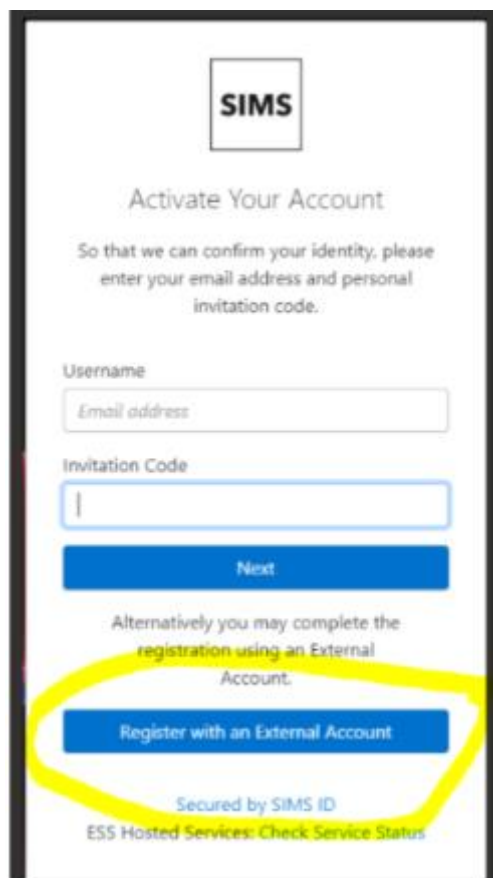 SIMS
Activate Your Account
So that we can confirm your identity, please
enter your email address and personal
invitation code.
Username
Email address
Invitation Code
Next
Alternatively you may complete the
registration using an External
Account.
Register with an External Account
Secured by SIMS ID
ESS Hosted Services: Check Service Status